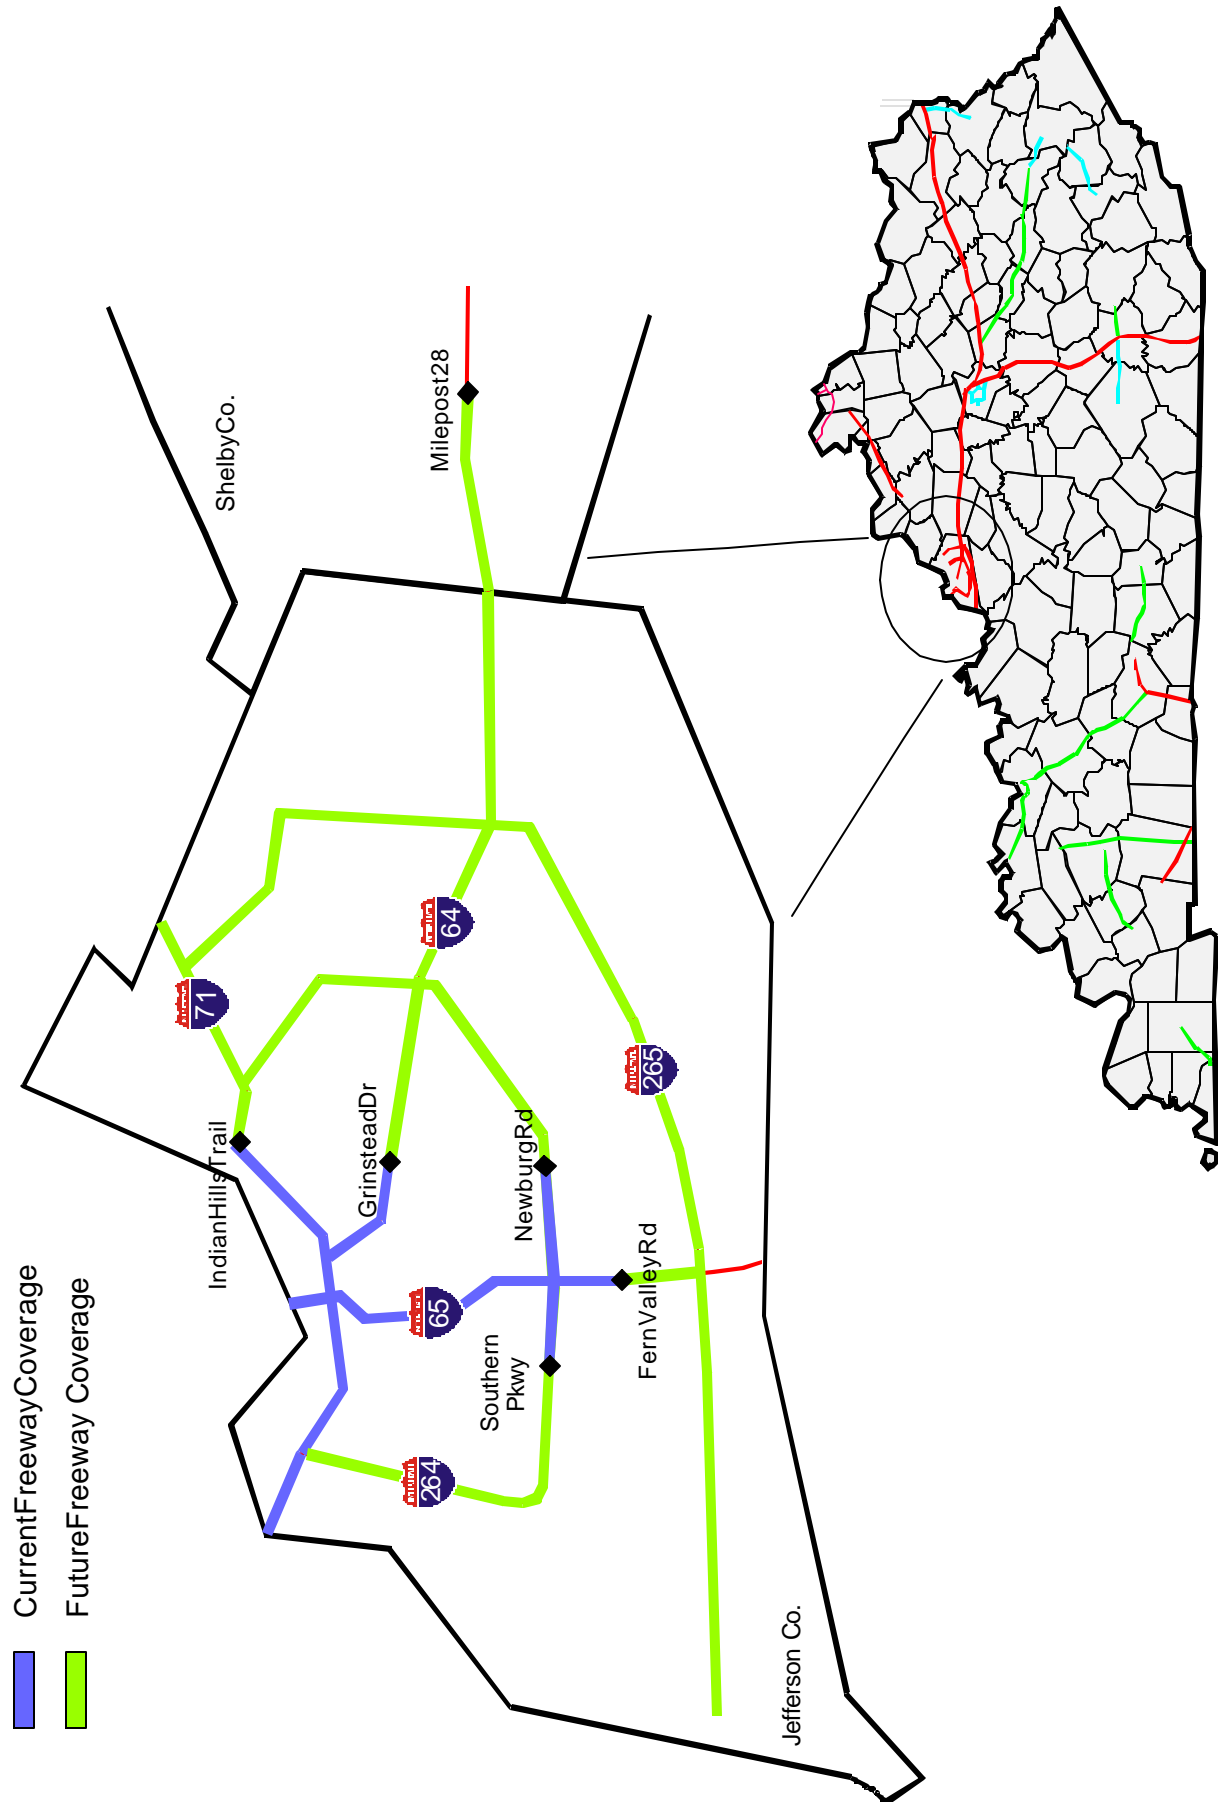 CurrentFreewayCoverage
FutureFreeway Coverage
ShelbyCo.
Milepost28
71
64
IndianHillsTrail
GrinsteadDr
NewburgRd
265
65
Southern
Pkwy
FernValleyRd
264
Jefferson Co.